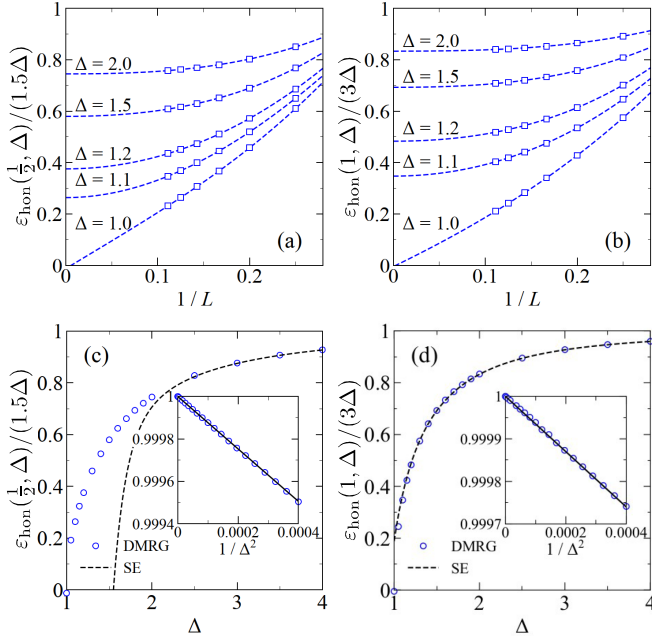 ε_hon(1/2, Δ)/(1.5Δ)
1
0.8
0.6
0.4
0.2
0
Δ = 2.0
Δ = 1.5
Δ = 1.2
Δ = 1.1
Δ = 1.0
(a)
0 0.1 0.2
1 / L
ε_hon(1, Δ)/(3Δ)
1
0.8
0.6
0.4
0.2
0
Δ = 2.0
Δ = 1.5
Δ = 1.2
Δ = 1.1
Δ = 1.0
(b)
0 0.1 0.2
1 / L
ε_hon(1/2, Δ)/(1.5Δ)
1
0.8
0.6
0.4
0.2
0
(c)
1
0.9998
0.9996
0.9994
0 0.0002 0.0004
1 / Δ²
DMRG
SE
1 2 3 4
Δ
ε_hon(1, Δ)/(3Δ)
1
0.8
0.6
0.4
0.2
0
(d)
1
0.9999
0.9998
0.9997
0 0.0002 0.0004
1 / Δ²
DMRG
SE
1 2 3 4
Δ